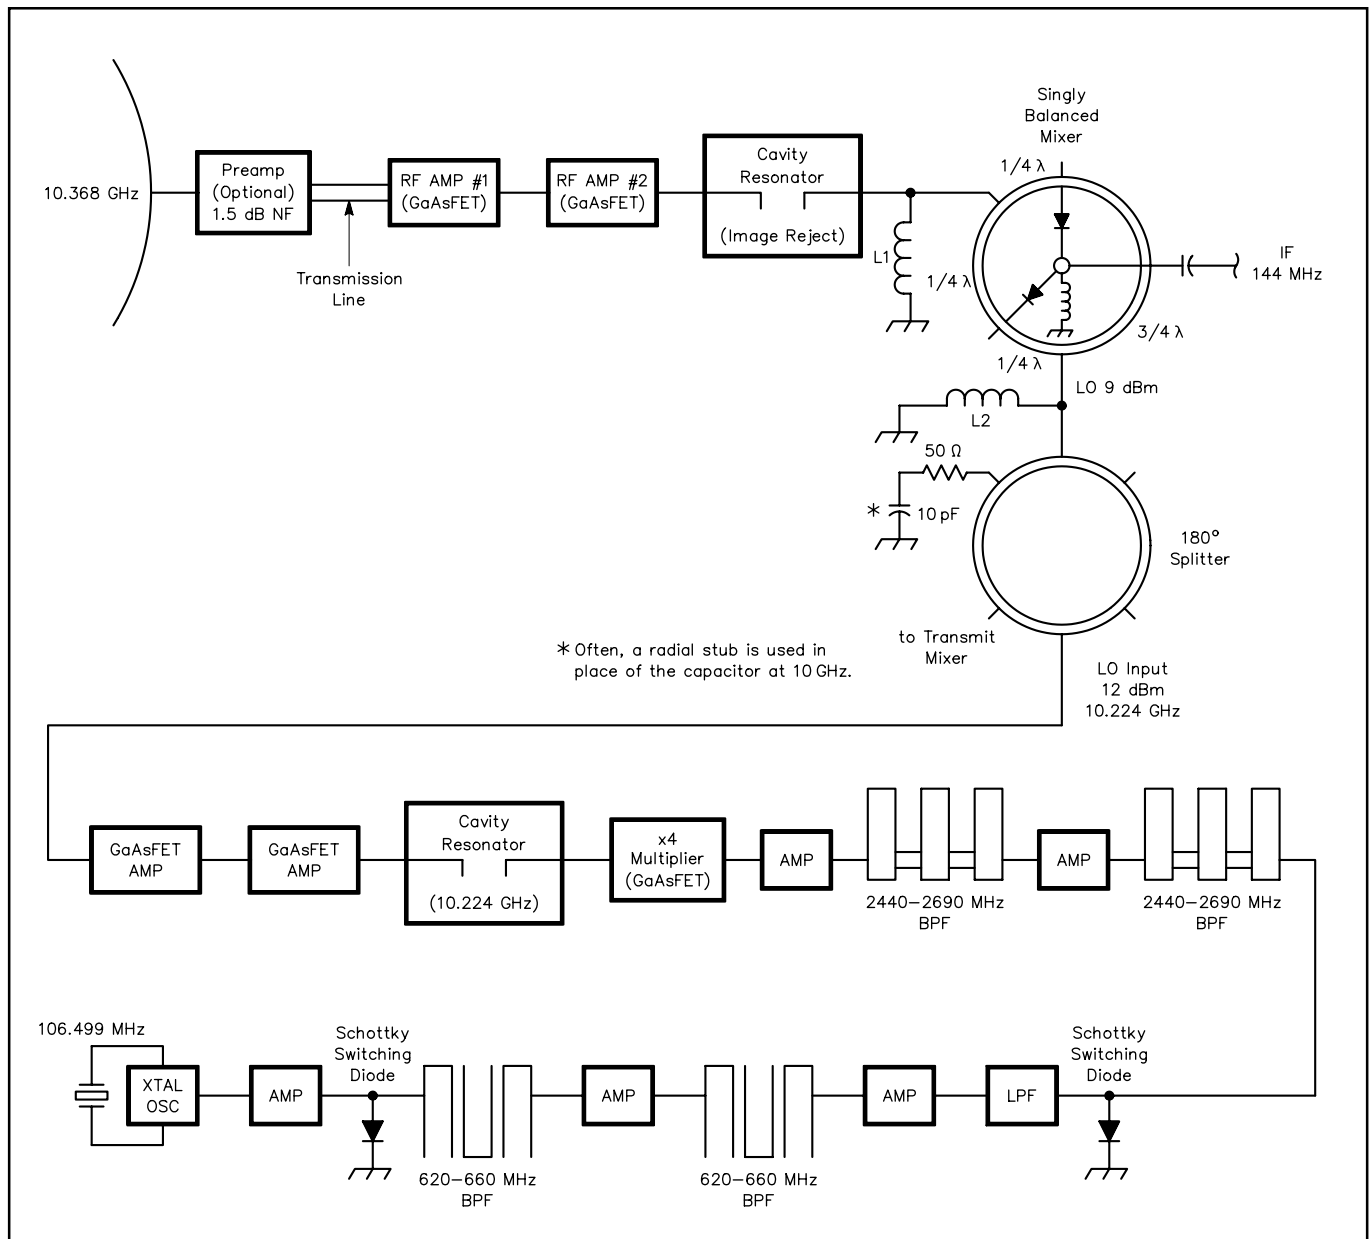 Singly
Balanced
Mixer
10.368 GHz
Preamp
(Optional)
1.5 dB NF
Transmission
Line
RF AMP #1
(GaAsFET)
RF AMP #2
(GaAsFET)
Cavity
Resonator
(Image Reject)
L1
1/4 λ
1/4 λ
1/4 λ
3/4 λ
IF
144 MHz
LO 9 dBm
L2
50 Ω
* 10 pF
180°
Splitter
to Transmit
Mixer
* Often, a radial stub is used in
place of the capacitor at 10 GHz.
LO Input
12 dBm
10.224 GHz
GaAsFET
AMP
GaAsFET
AMP
Cavity
Resonator
(10.224 GHz)
x4
Multiplier
(GaAsFET)
AMP
2440–2690 MHz
BPF
AMP
2440–2690 MHz
BPF
106.499 MHz
XTAL
OSC
AMP
Schottky
Switching
Diode
620–660 MHz
BPF
AMP
620–660 MHz
BPF
AMP
LPF
Schottky
Switching
Diode